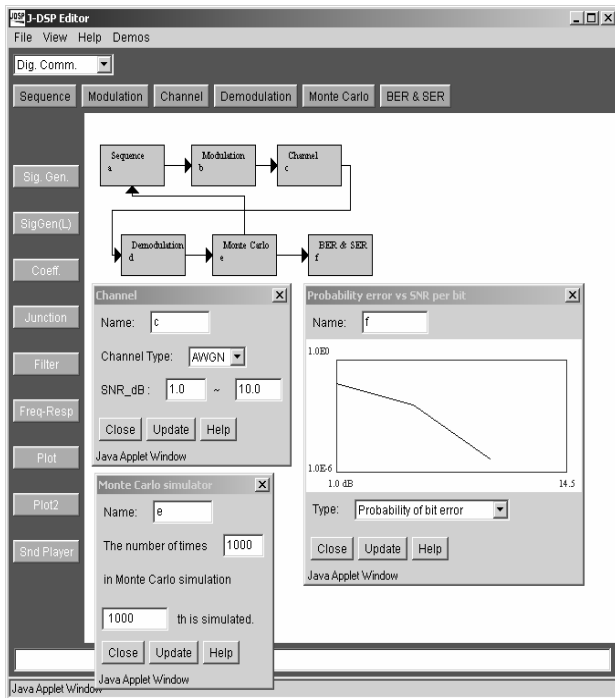 J-DSP Editor
File View Help Demos
Dig. Comm.
Sequence Modulation Channel Demodulation Monte Carlo BER & SER
Sig. Gen.
SigGen(L)
Coeff.
Junction
Filter
Freq-Resp
Plot
Plot2
Snd Player
Sequence
a
Modulation
b
Channel
c
Demodulation
d
Monte Carlo
e
BER & SER
f
Channel
Name: c
Channel Type: AWGN
SNR_dB : 1.0 ~ 10.0
Close Update Help
Java Applet Window
Probability error vs SNR per bit
Name: f
1.0E0
1.0E-6
1.0 dB 14.5
Type: Probability of bit error
Close Update Help
Java Applet Window
Monte Carlo simulator
Name: e
The number of times 1000
in Monte Carlo simulation
1000 th is simulated.
Close Update Help
Java Applet Window
Java Applet Window